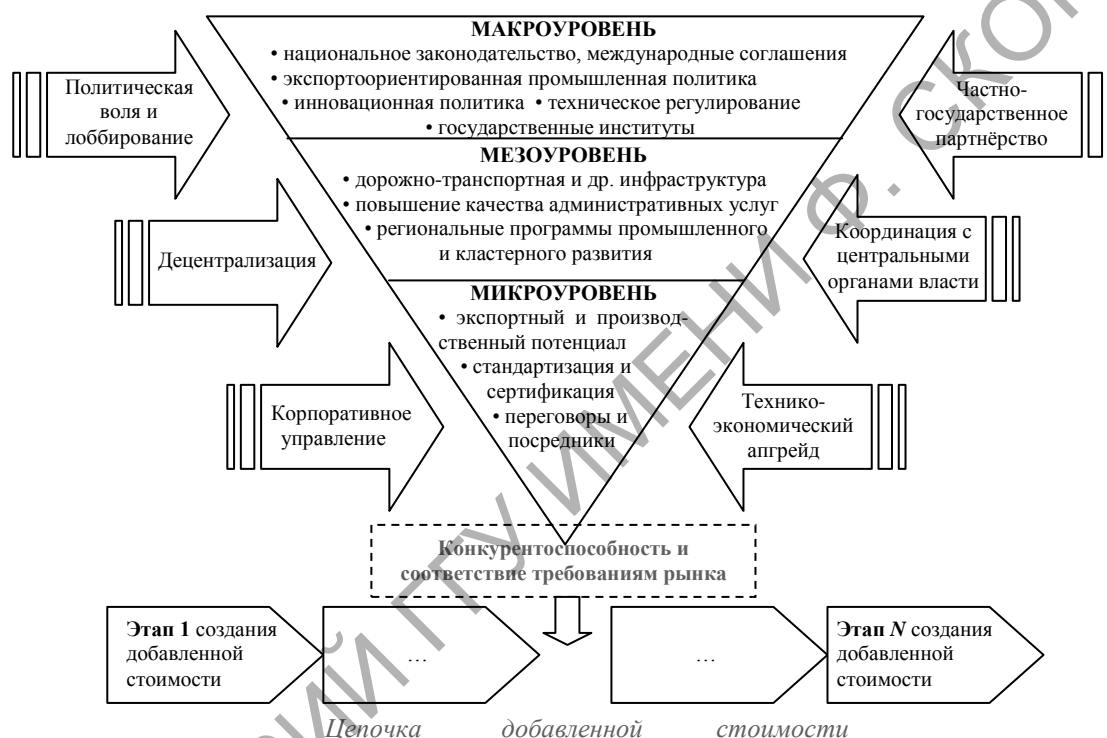 МАКРОУРОВЕНЬ
• национальное законодательство, международные соглашения
• экспортоориентированная промышленная политика
• инновационная политика • техническое регулирование
• государственные институты
Политическая
воля и
лоббирование
Частно-
государственное
партнёрство
МЕЗОУРОВЕНЬ
• дорожно-транспортная и др. инфраструктура
• повышение качества административных услуг
• региональные программы промышленного
и кластерного развития
Децентрализация
Координация с
центральными
органами власти
МИКРОУРОВЕНЬ
• экспортный и производ-
ственный потенциал
• стандартизация и
сертификация
• переговоры и
посредники
Корпоративное
управление
Технико-
экономический
апгрейд
Конкурентоспособность и
соответствие требованиям рынка
Этап 1 создания
добавленной
стоимости
...
...
Этап N создания
добавленной
стоимости
Цепочка добавленной стоимости
ГГУ ИМЕНИ Ф.